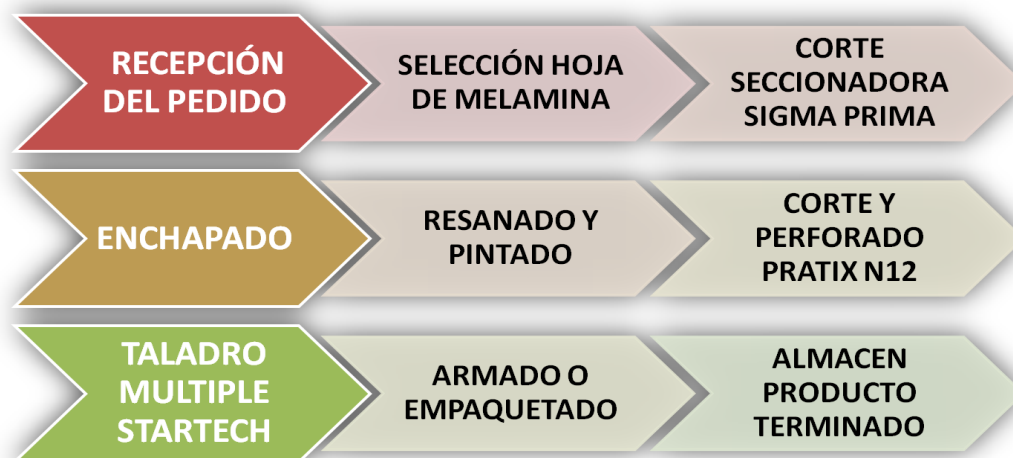 RECEPCIÓN
DEL PEDIDO
SELECCIÓN HOJA
DE MELAMINA
CORTE
SECCIONADORA
SIGMA PRIMA
ENCHAPADO
RESANADO Y
PINTADO
CORTE Y
PERFORADO
PRATIX N12
TALADRO
MULTIPLE
STARTECH
ARMADO O
EMPAQUETADO
ALMACEN
PRODUCTO
TERMINADO